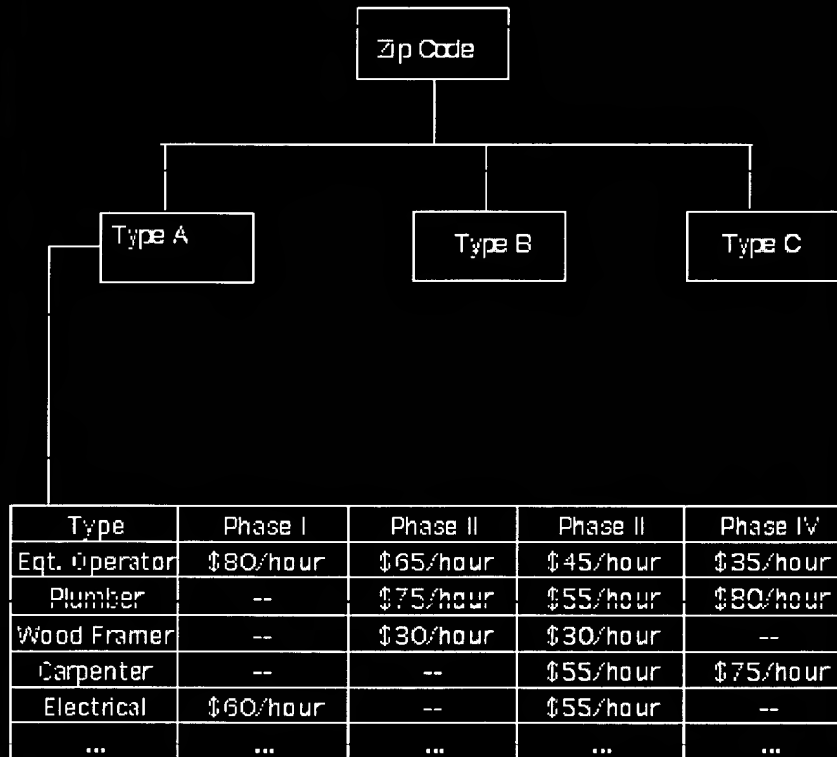 Zip Code
Type A Type B Type C
Type Phase I Phase II Phase II Phase IV
Eqt. Operator $80/hour $65/hour $45/hour $35/hour
Plumber -- $75/hour $55/hour $80/hour
Wood Framer -- $30/hour $30/hour --
Carpenter -- -- $55/hour $75/hour
Electrical $60/hour -- $55/hour --
... ... ... ... ...